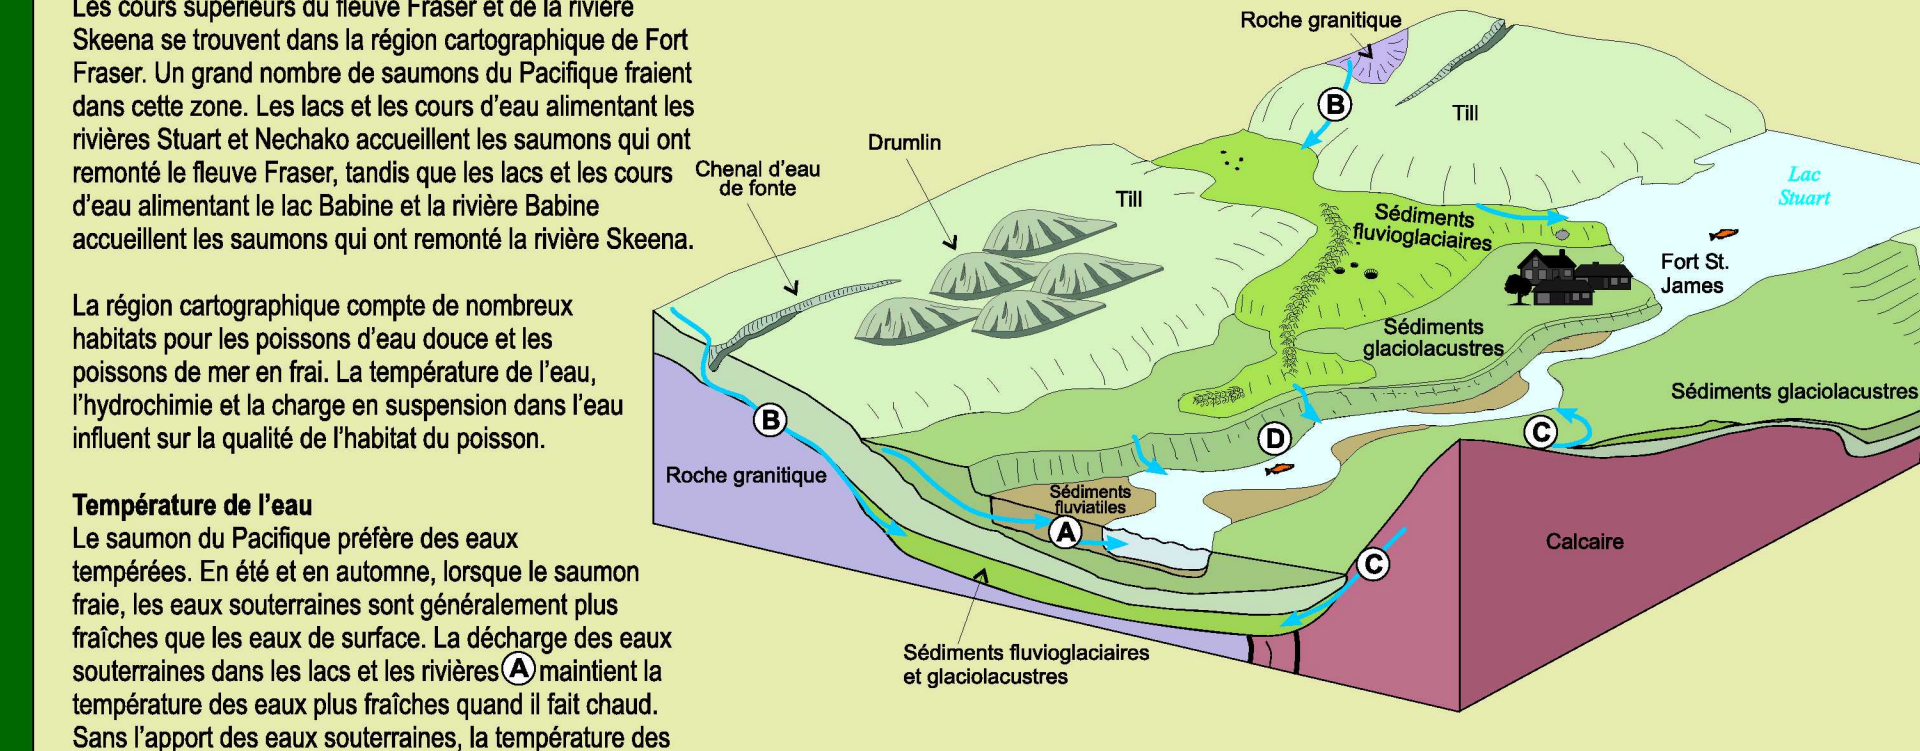 Les cours supérieurs du fleuve Fraser et de la rivière
Skeena se trouvent dans la région cartographique de Fort
Fraser. Un grand nombre de saumons du Pacifique fraient
dans cette zone. Les lacs et les cours d'eau alimentant les
rivières Stuart et Nechako accueillent les saumons qui ont
remonté le fleuve Fraser, tandis que les lacs et les cours
d'eau alimentant le lac Babine et la rivière Babine
accueillent les saumons qui ont remonté la rivière Skeena.
La région cartographique compte de nombreux
habitats pour les poissons d'eau douce et les
poissons de mer en frai. La température de l'eau,
l'hydrochimie et la charge en suspension dans l'eau
influent sur la qualité de l'habitat du poisson.
Température de l'eau
Le saumon du Pacifique préfère des eaux
tempérées. En été et en automne, lorsque le saumon
fraie, les eaux souterraines sont généralement plus
fraîches que les eaux de surface. La décharge des eaux
souterraines dans les lacs et les rivières A maintient la
température des eaux plus fraîches quand il fait chaud.
Sans l'apport des eaux souterraines, la température des
Roche granitique
B
Till
Drumlin
Chenal d'eau
de fonte
Till
Lac
Stuart
Sédiments
fluvioglaciaires
Fort St.
James
Sédiments
glaciolacustres
Sédiments glaciolacustres
B
D
C
Roche granitique
Sédiments
fluviatiles
A
Calcaire
C
Sédiments fluvioglaciaires
et glaciolacustres